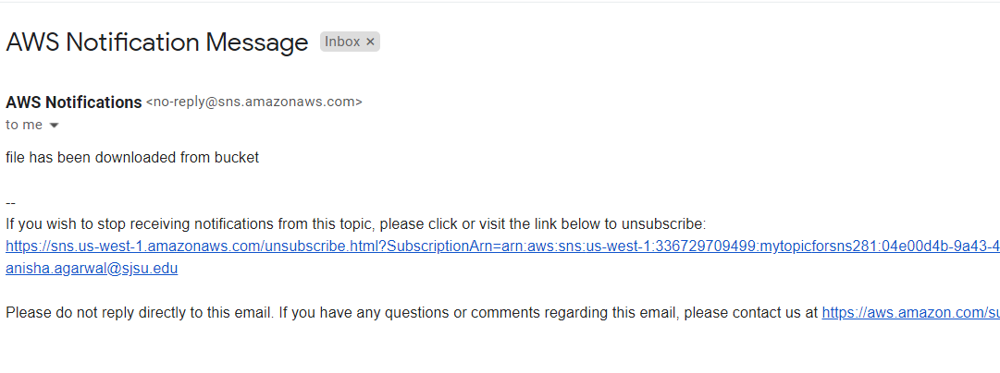 AWS Notification Message Inbox ×
AWS Notifications <no-reply@sns.amazonaws.com>
to me
file has been downloaded from bucket
--
If you wish to stop receiving notifications from this topic, please click or visit the link below to unsubscribe:
https://sns.us-west-1.amazonaws.com/unsubscribe.html?SubscriptionArn=arn:aws:sns:us-west-1:336729709499:mytopicforsns281:04e00d4b-9a43-4
anisha.agarwal@sjsu.edu
Please do not reply directly to this email. If you have any questions or comments regarding this email, please contact us at https://aws.amazon.com/su